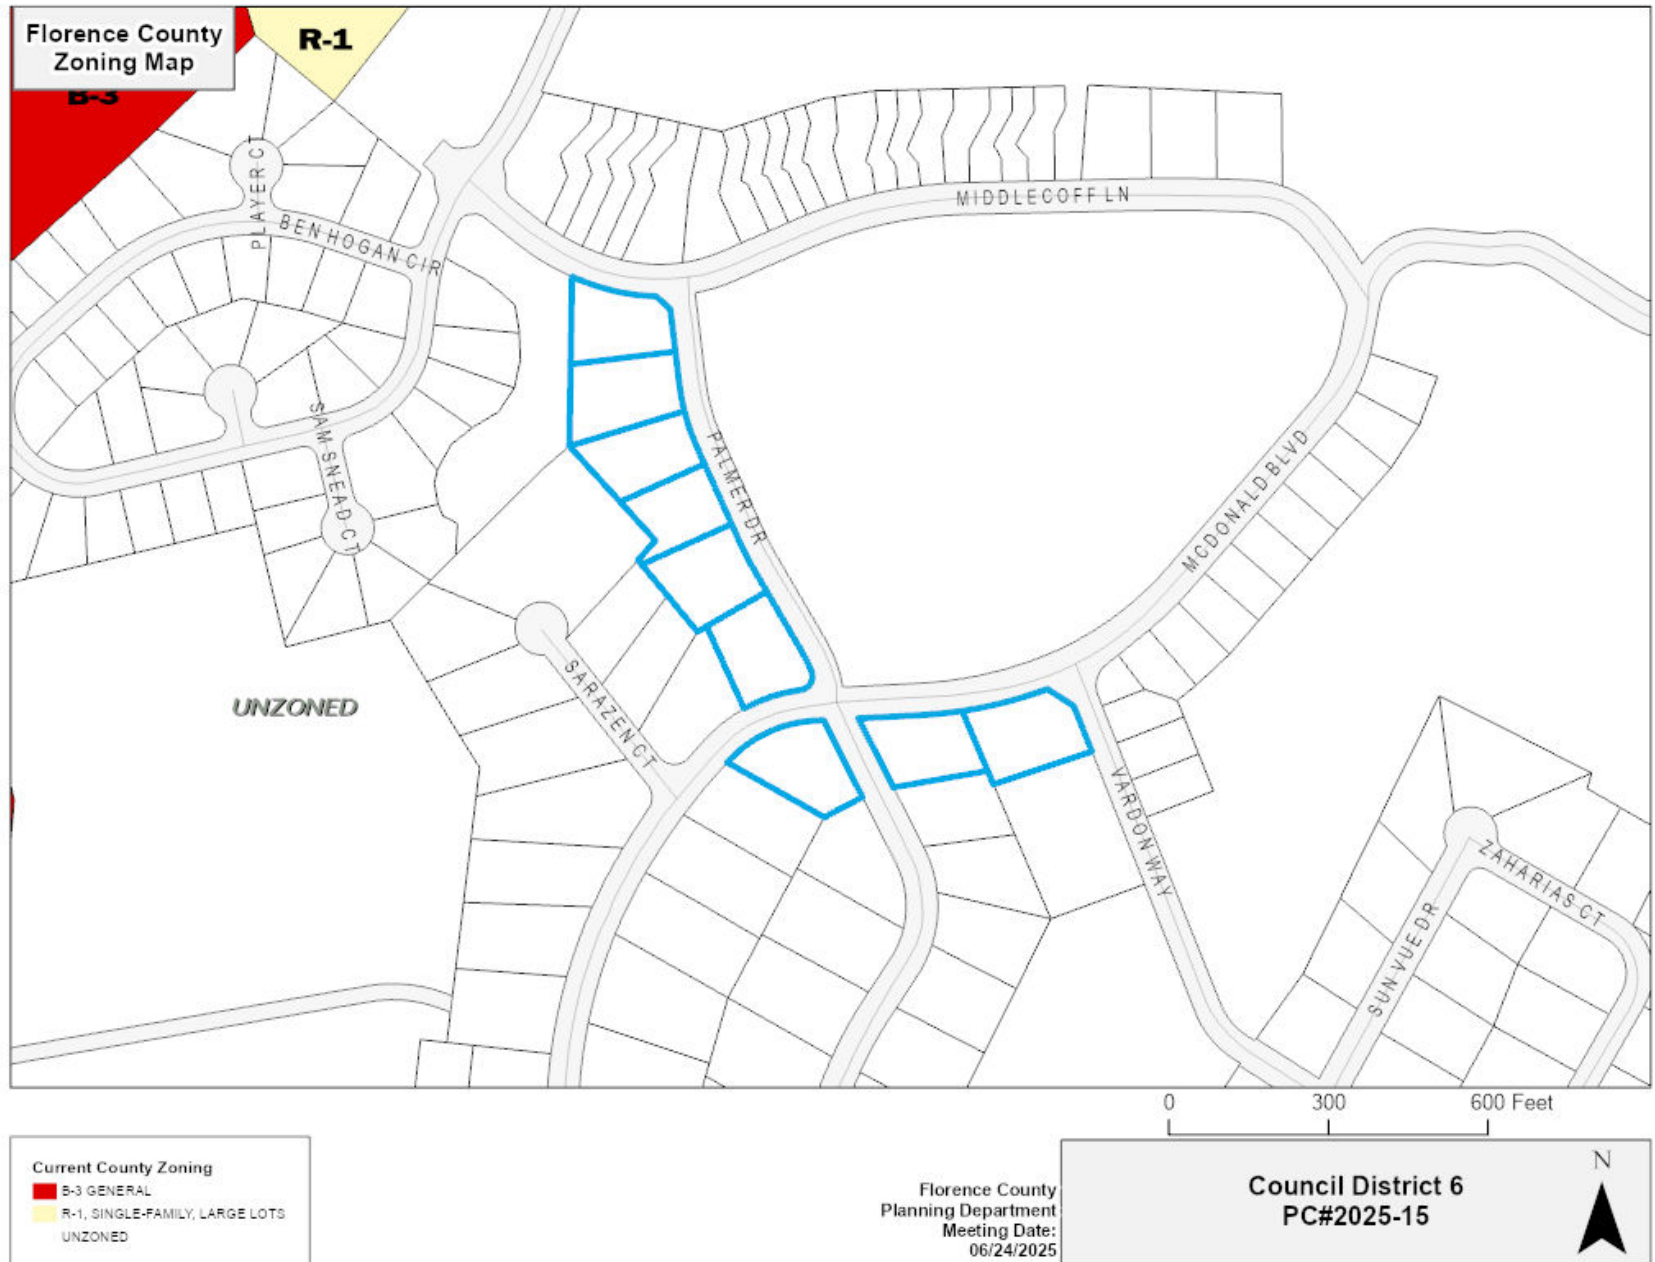 Florence County
Zoning Map
R-1
B-3
PLAYER CT
BEN HOGAN CIR
MIDDLECOFF LN
SAM SNEAD CT
PALMER DR
MCDONALD BLVD
SARAZEN CT
UNZONED
VARDON WAY
ZAHARIAS CT
SUN VUE DR
0 300 600 Feet
Current County Zoning
B-3 GENERAL
R-1, SINGLE-FAMILY, LARGE LOTS
UNZONED
Florence County
Planning Department
Meeting Date:
06/24/2025
Council District 6
PC#2025-15
N